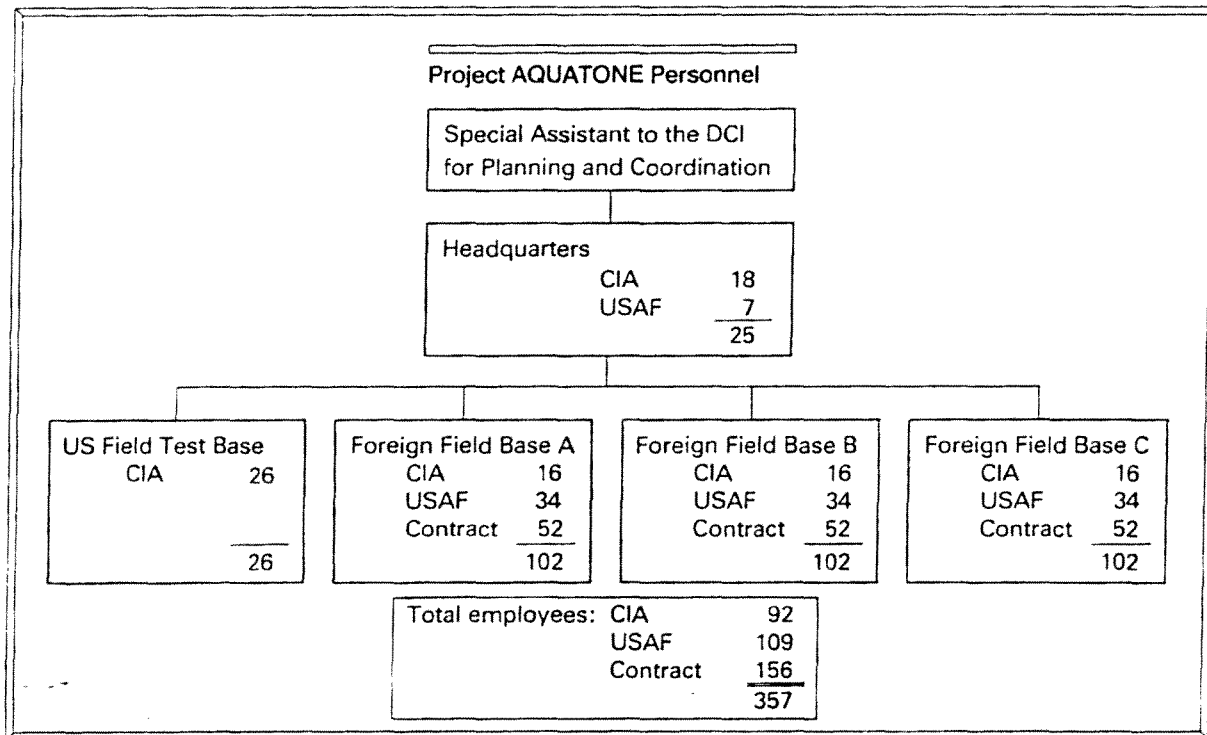 Project AQUATONE Personnel
Special Assistant to the DCI
for Planning and Coordination
Headquarters
CIA 18
USAF 7
25
US Field Test Base
CIA 26
26
Foreign Field Base A
CIA 16
USAF 34
Contract 52
102
Foreign Field Base B
CIA 16
USAF 34
Contract 52
102
Foreign Field Base C
CIA 16
USAF 34
Contract 52
102
Total employees: CIA 92
USAF 109
Contract 156
357